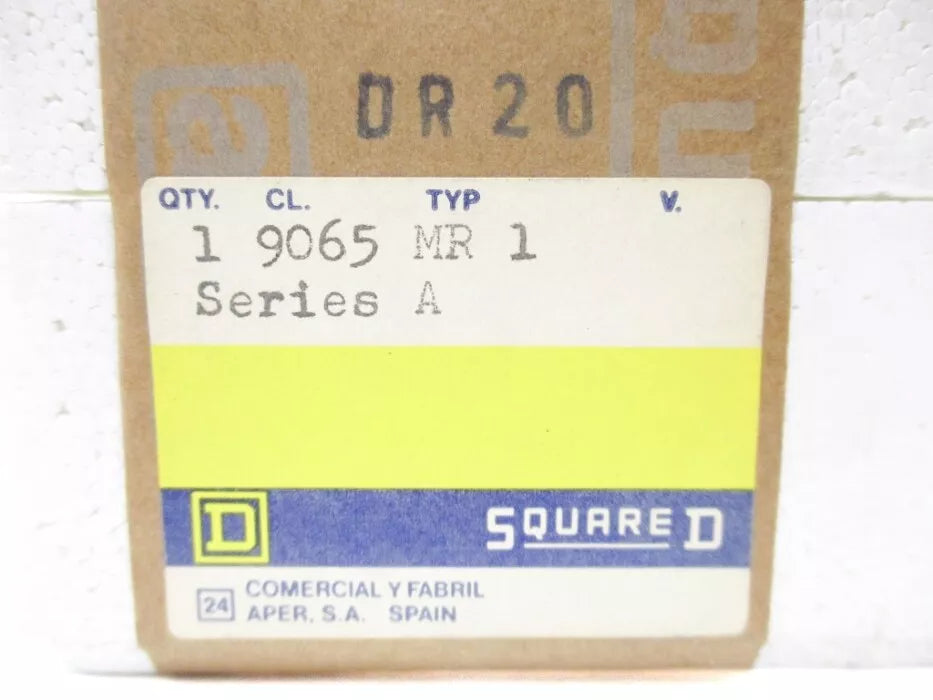 DR 20
QTY. CL. TYP V.
1 9065 MR 1
Series A
D SQUARE D
24 COMERCIAL Y FABRIL
APER, S.A. SPAIN